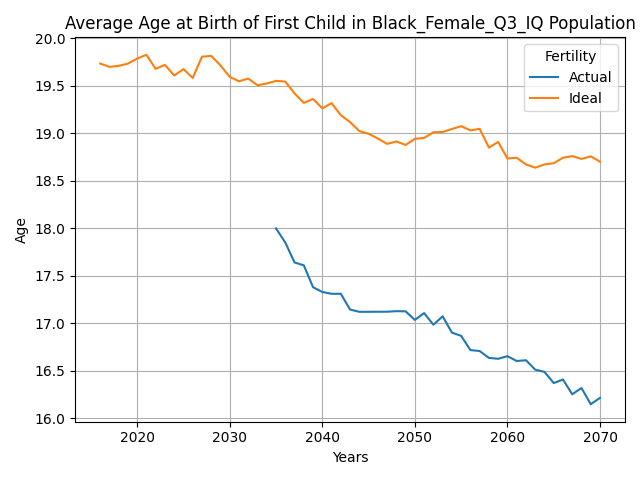 Average Age at Birth of First Child in Black_Female_Q3_IQ Population
20.0
19.5
19.0
18.5
18.0
17.5
17.0
16.5
16.0
Age
Fertility
Actual
Ideal
2020 2030 2040 2050 2060 2070
Years